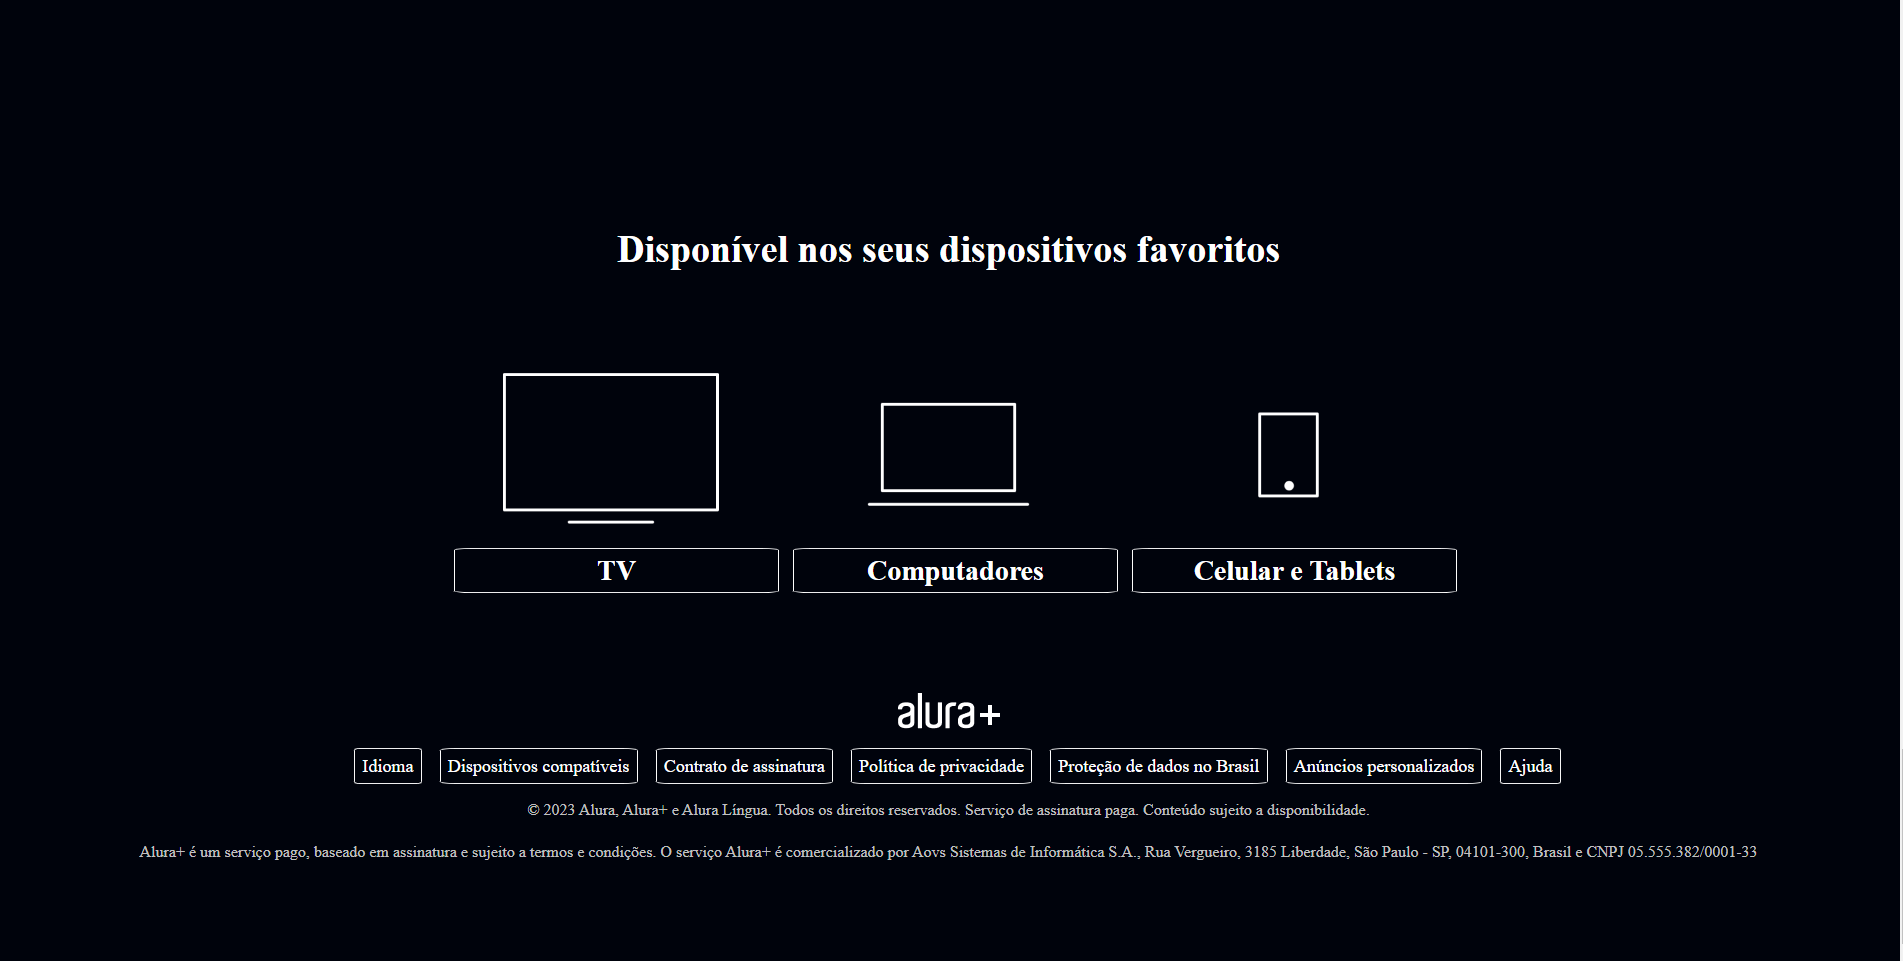 Disponível nos seus dispositivos favoritos
TV
Computadores
Celular e Tablets
alura+
Idioma
Dispositivos compatíveis
Contrato de assinatura
Política de privacidade
Proteção de dados no Brasil
Anúncios personalizados
Ajuda
© 2023 Alura, Alura+ e Alura Língua. Todos os direitos reservados. Serviço de assinatura paga. Conteúdo sujeito a disponibilidade.
Alura+ é um serviço pago, baseado em assinatura e sujeito a termos e condições. O serviço Alura+ é comercializado por Aovs Sistemas de Informática S.A., Rua Vergueiro, 3185 Liberdade, São Paulo - SP, 04101-300, Brasil e CNPJ 05.555.382/0001-33